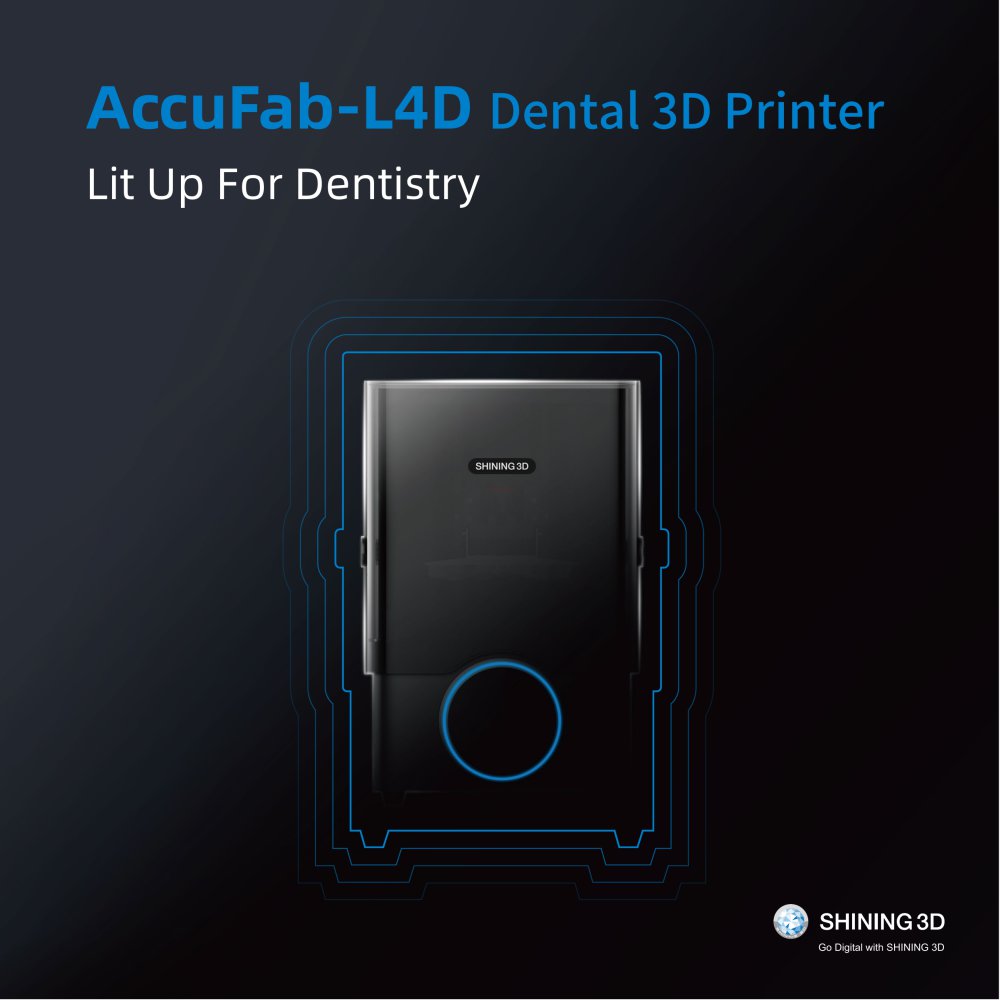 AccuFab-L4D Dental 3D Printer
Lit Up For Dentistry
SHINING 3D
SHINING 3D
Go Digital with SHINING 3D